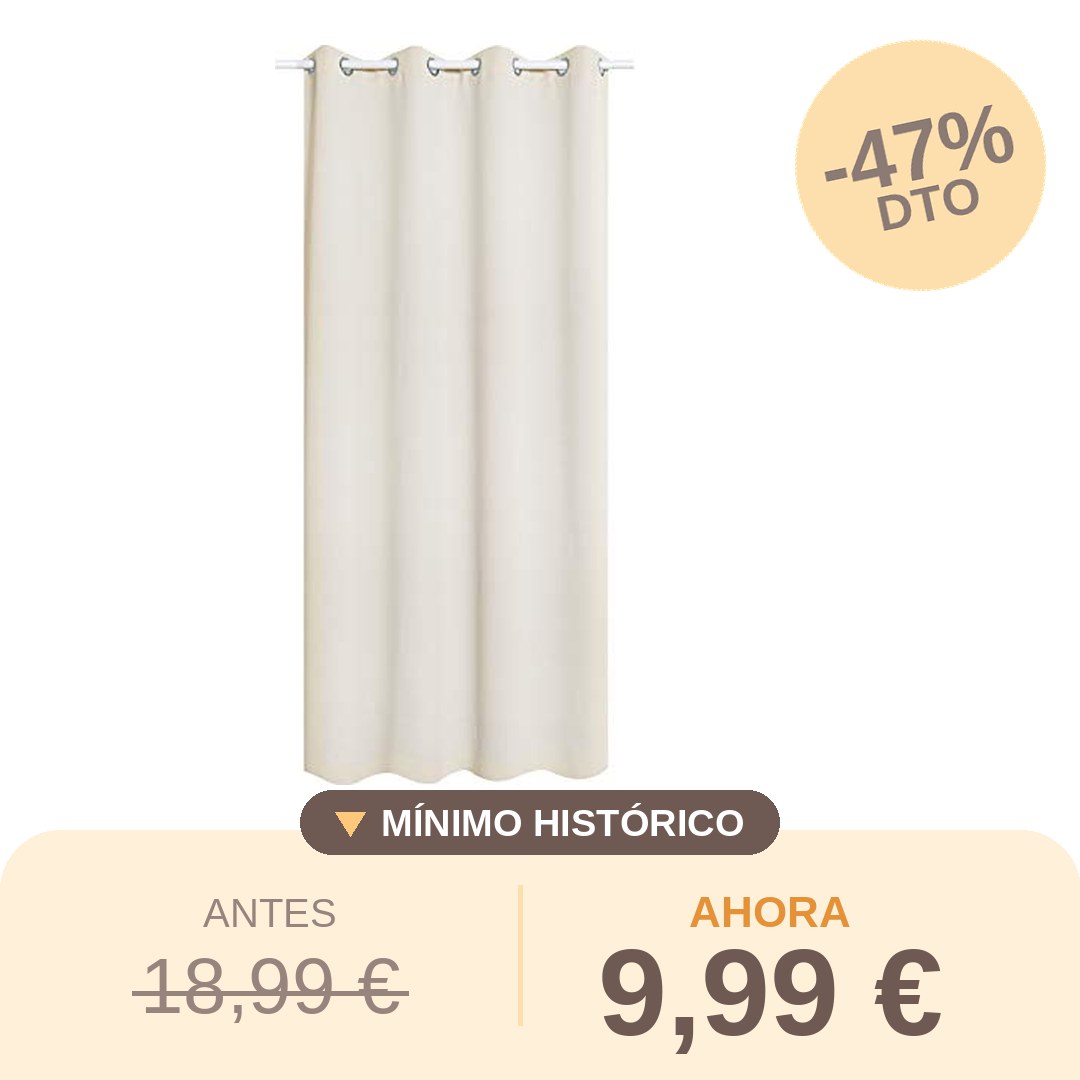 -47%
DTO
MÍNIMO HISTÓRICO
ANTES
18,99 €
AHORA
9,99 €